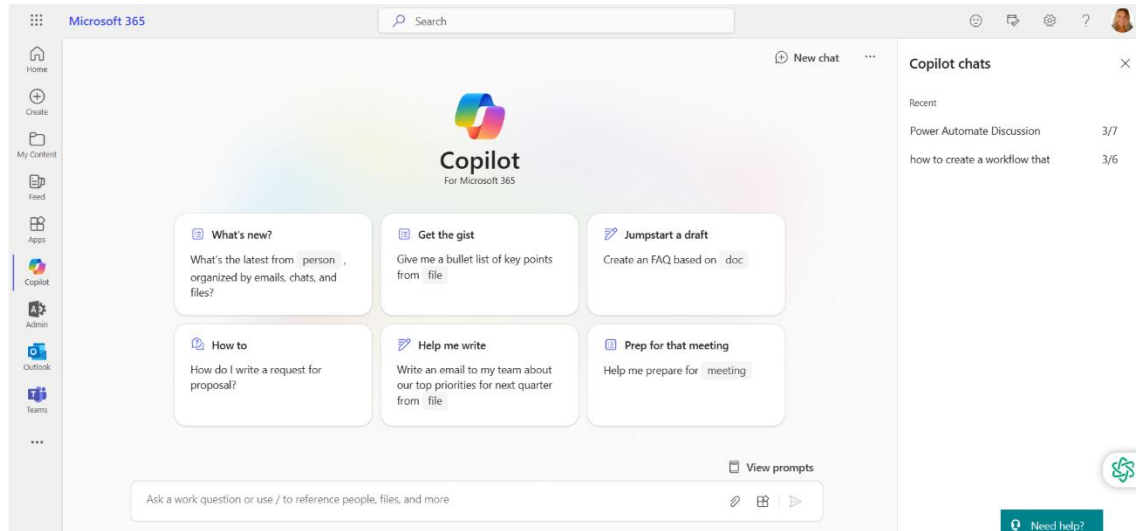 Microsoft 365
Search
?
Home
Create
My Content
Feed
Apps
Copilot
Admin
Outlook
Teams
New chat
Copilot
For Microsoft 365
What's new?
What's the latest from person ,
organized by emails, chats, and
files?
Get the gist
Give me a bullet list of key points
from file
Jumpstart a draft
Create an FAQ based on doc
How to
How do I write a request for
proposal?
Help me write
Write an email to my team about
our top priorities for next quarter
from file
Prep for that meeting
Help me prepare for meeting
View prompts
Ask a work question or use / to reference people, files, and more
Copilot chats
Recent
Power Automate Discussion 3/7
how to create a workflow that 3/6
Need help?